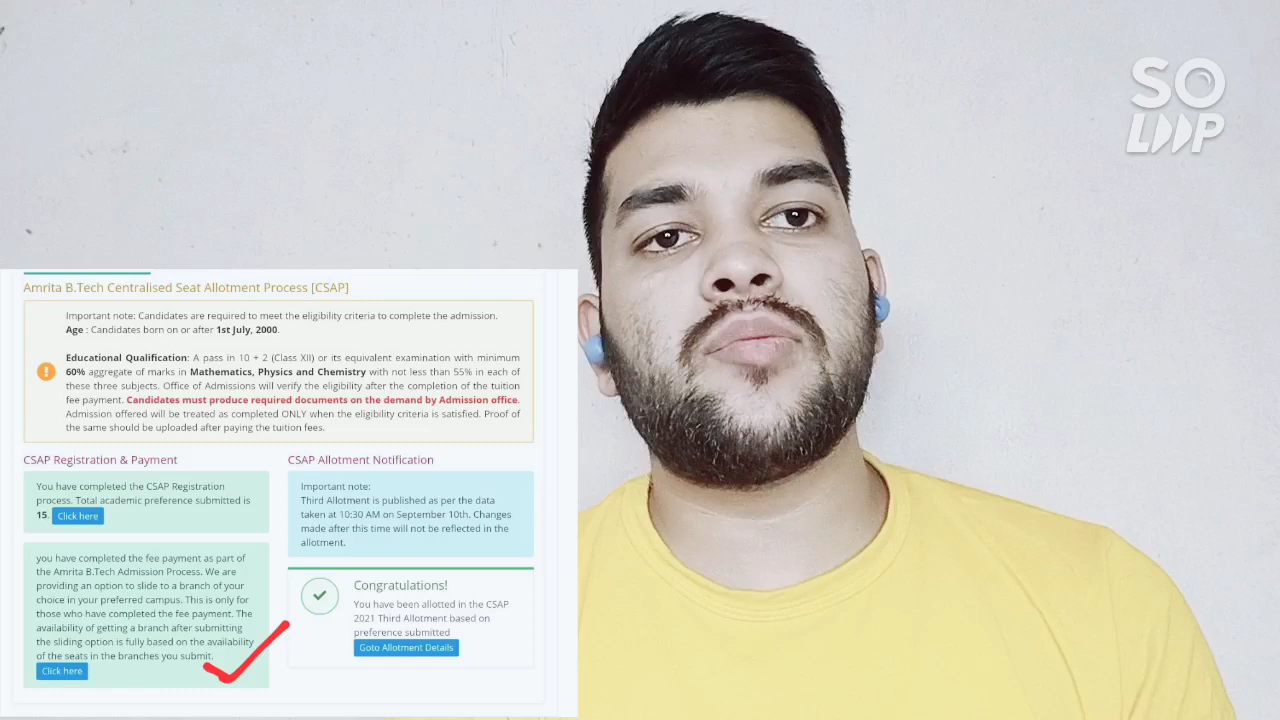 SO
LOOP
Amrita B.Tech Centralised Seat Allotment Process [CSAP]
Important note: Candidates are required to meet the eligibility criteria to complete the admission.
Age : Candidates born on or after 1st July, 2000.
Educational Qualification: A pass in 10 + 2 (Class XII) or its equivalent examination with minimum
60% aggregate of marks in Mathematics, Physics and Chemistry with not less than 55% in each of
these three subjects. Office of Admissions will verify the eligibility after the completion of the tuition
fee payment. Candidates must produce required documents on the demand by Admission office.
Admission offered will be treated as completed ONLY when the eligibility criteria is satisfied. Proof of
the same should be uploaded after paying the tuition fees.
CSAP Registration & Payment
You have completed the CSAP Registration
process. Total academic preference submitted is
15. Click here
you have completed the fee payment as part of
the Amrita B.Tech Admission Process. We are
providing an option to slide to a branch of your
choice in your preferred campus. This is only for
those who have completed the fee payment. The
availability of getting a branch after submitting
the sliding option is fully based on the availability
of the seats in the branches you submit.
Click here
CSAP Allotment Notification
Important note:
Third Allotment is published as per the data
taken at 10:30 AM on September 10th. Changes
made after this time will not be reflected in the
allotment.
Congratulations!
You have been allotted in the CSAP
2021 Third Allotment based on
preference submitted
Goto Allotment Details